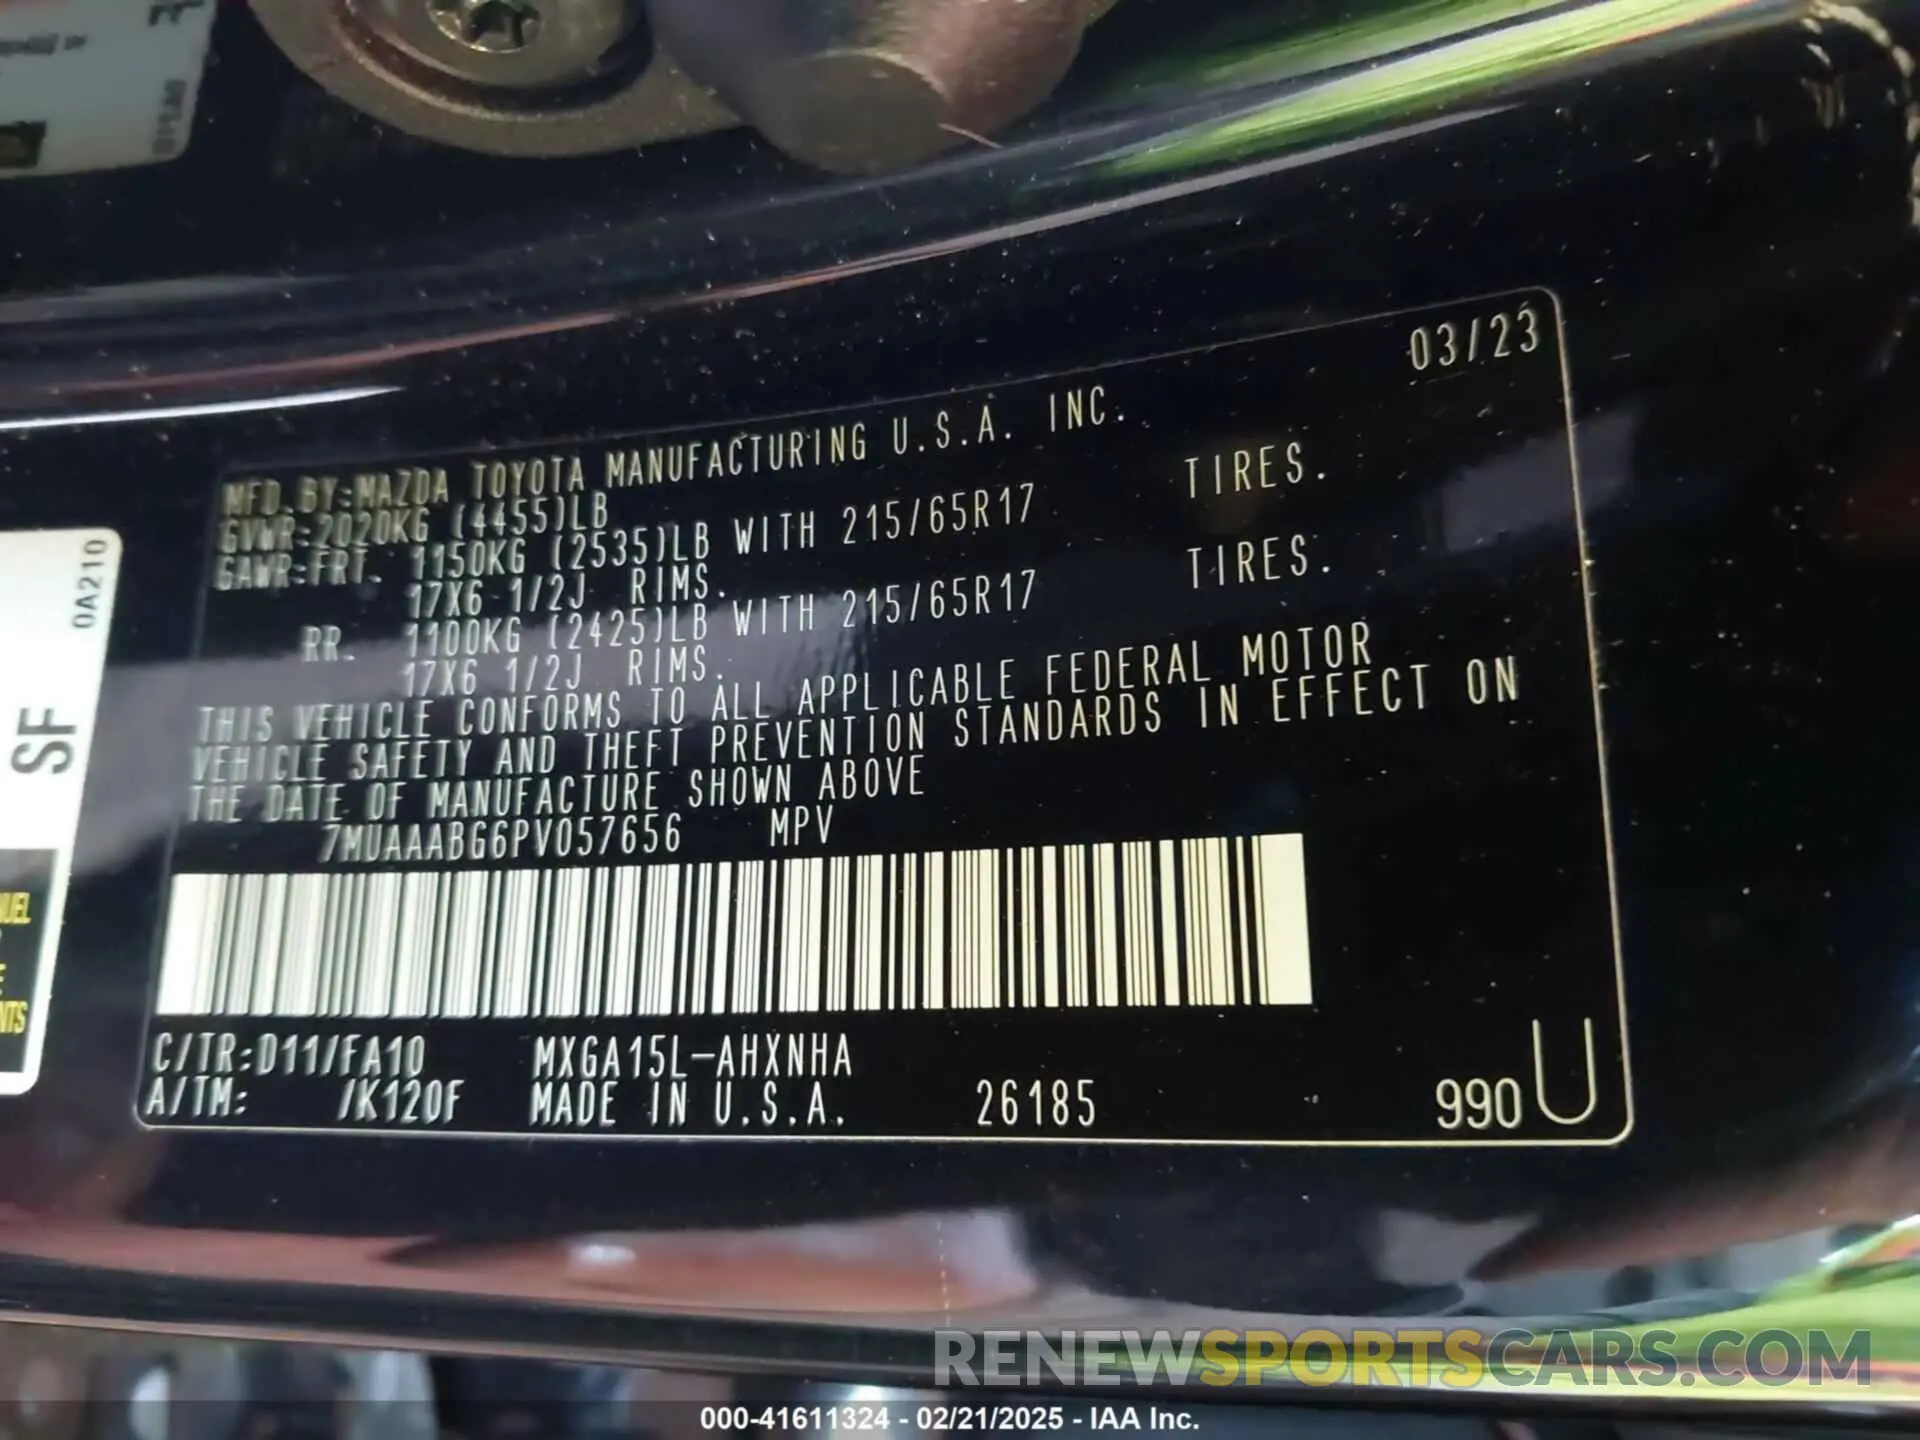 03/23
MFD.BY:MAZDA TOYOTA MANUFACTURING U.S.A. INC.
GVWR:2020KG (4455)LB
GAWR:FRT. 1150KG (2535)LB WITH 215/65R17 TIRES.
17X6 1/2J RIMS.
RR. 1100KG (2425)LB WITH 215/65R17 TIRES.
17X6 1/2J RIMS.
THIS VEHICLE CONFORMS TO ALL APPLICABLE FEDERAL MOTOR
VEHICLE SAFETY AND THEFT PREVENTION STANDARDS IN EFFECT ON
THE DATE OF MANUFACTURE SHOWN ABOVE
7MUAAABG6PV057656 MPV
C/TR:D11/FA10 MXGA15L-AHXNHA
A/TM: /K120F MADE IN U.S.A. 26185 990 U
0A210
SF
RENEWSPORTSCARS.COM
000-41611324 - 02/21/2025 - IAA Inc.